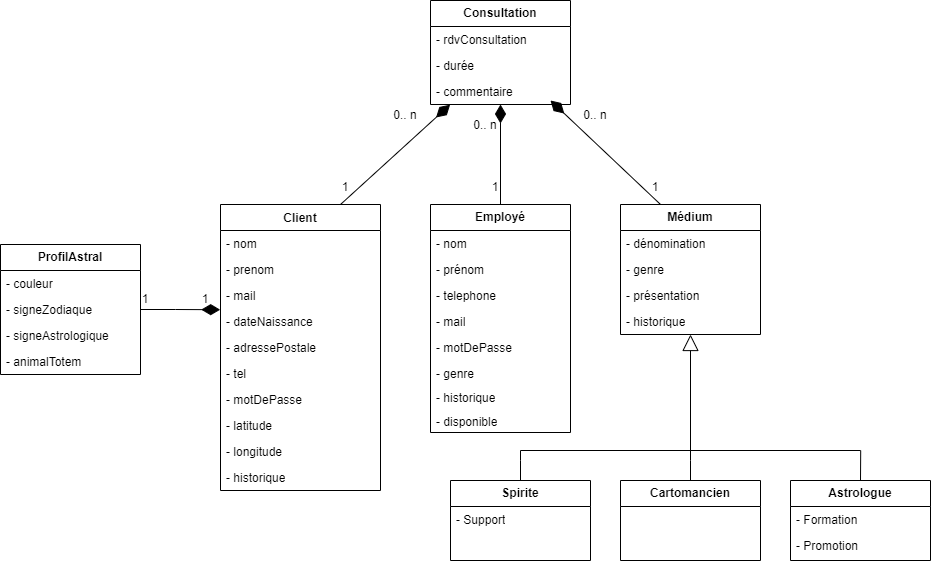 Consultation
- rdvConsultation
- durée
- commentaire
0.. n
0.. n
0.. n
1
1
1
Client
- nom
- prenom
- mail
- dateNaissance
- adressePostale
- tel
- motDePasse
- latitude
- longitude
- historique
Employé
- nom
- prénom
- telephone
- mail
- motDePasse
- genre
- historique
- disponible
Médium
- dénomination
- genre
- présentation
- historique
ProfilAstral
- couleur
- signeZodiaque
- signeAstrologique
- animalTotem
1
1
Spirite
- Support
Cartomancien
Astrologue
- Formation
- Promotion